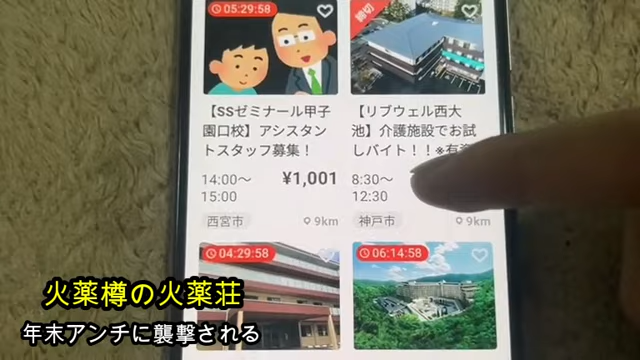 05:29:58
締切
【SSゼミナール甲子
園口校】アシスタン
トスタッフ募集！
14:00〜
15:00
¥1,001
西宮市
9km
【リブウェル西大
池】介護施設でお試
しバイト！！※有
8:30〜
12:30
神戸市
9km
04:29:58
06:14:58
火薬樽の火薬荘
年末アンチに襲撃される